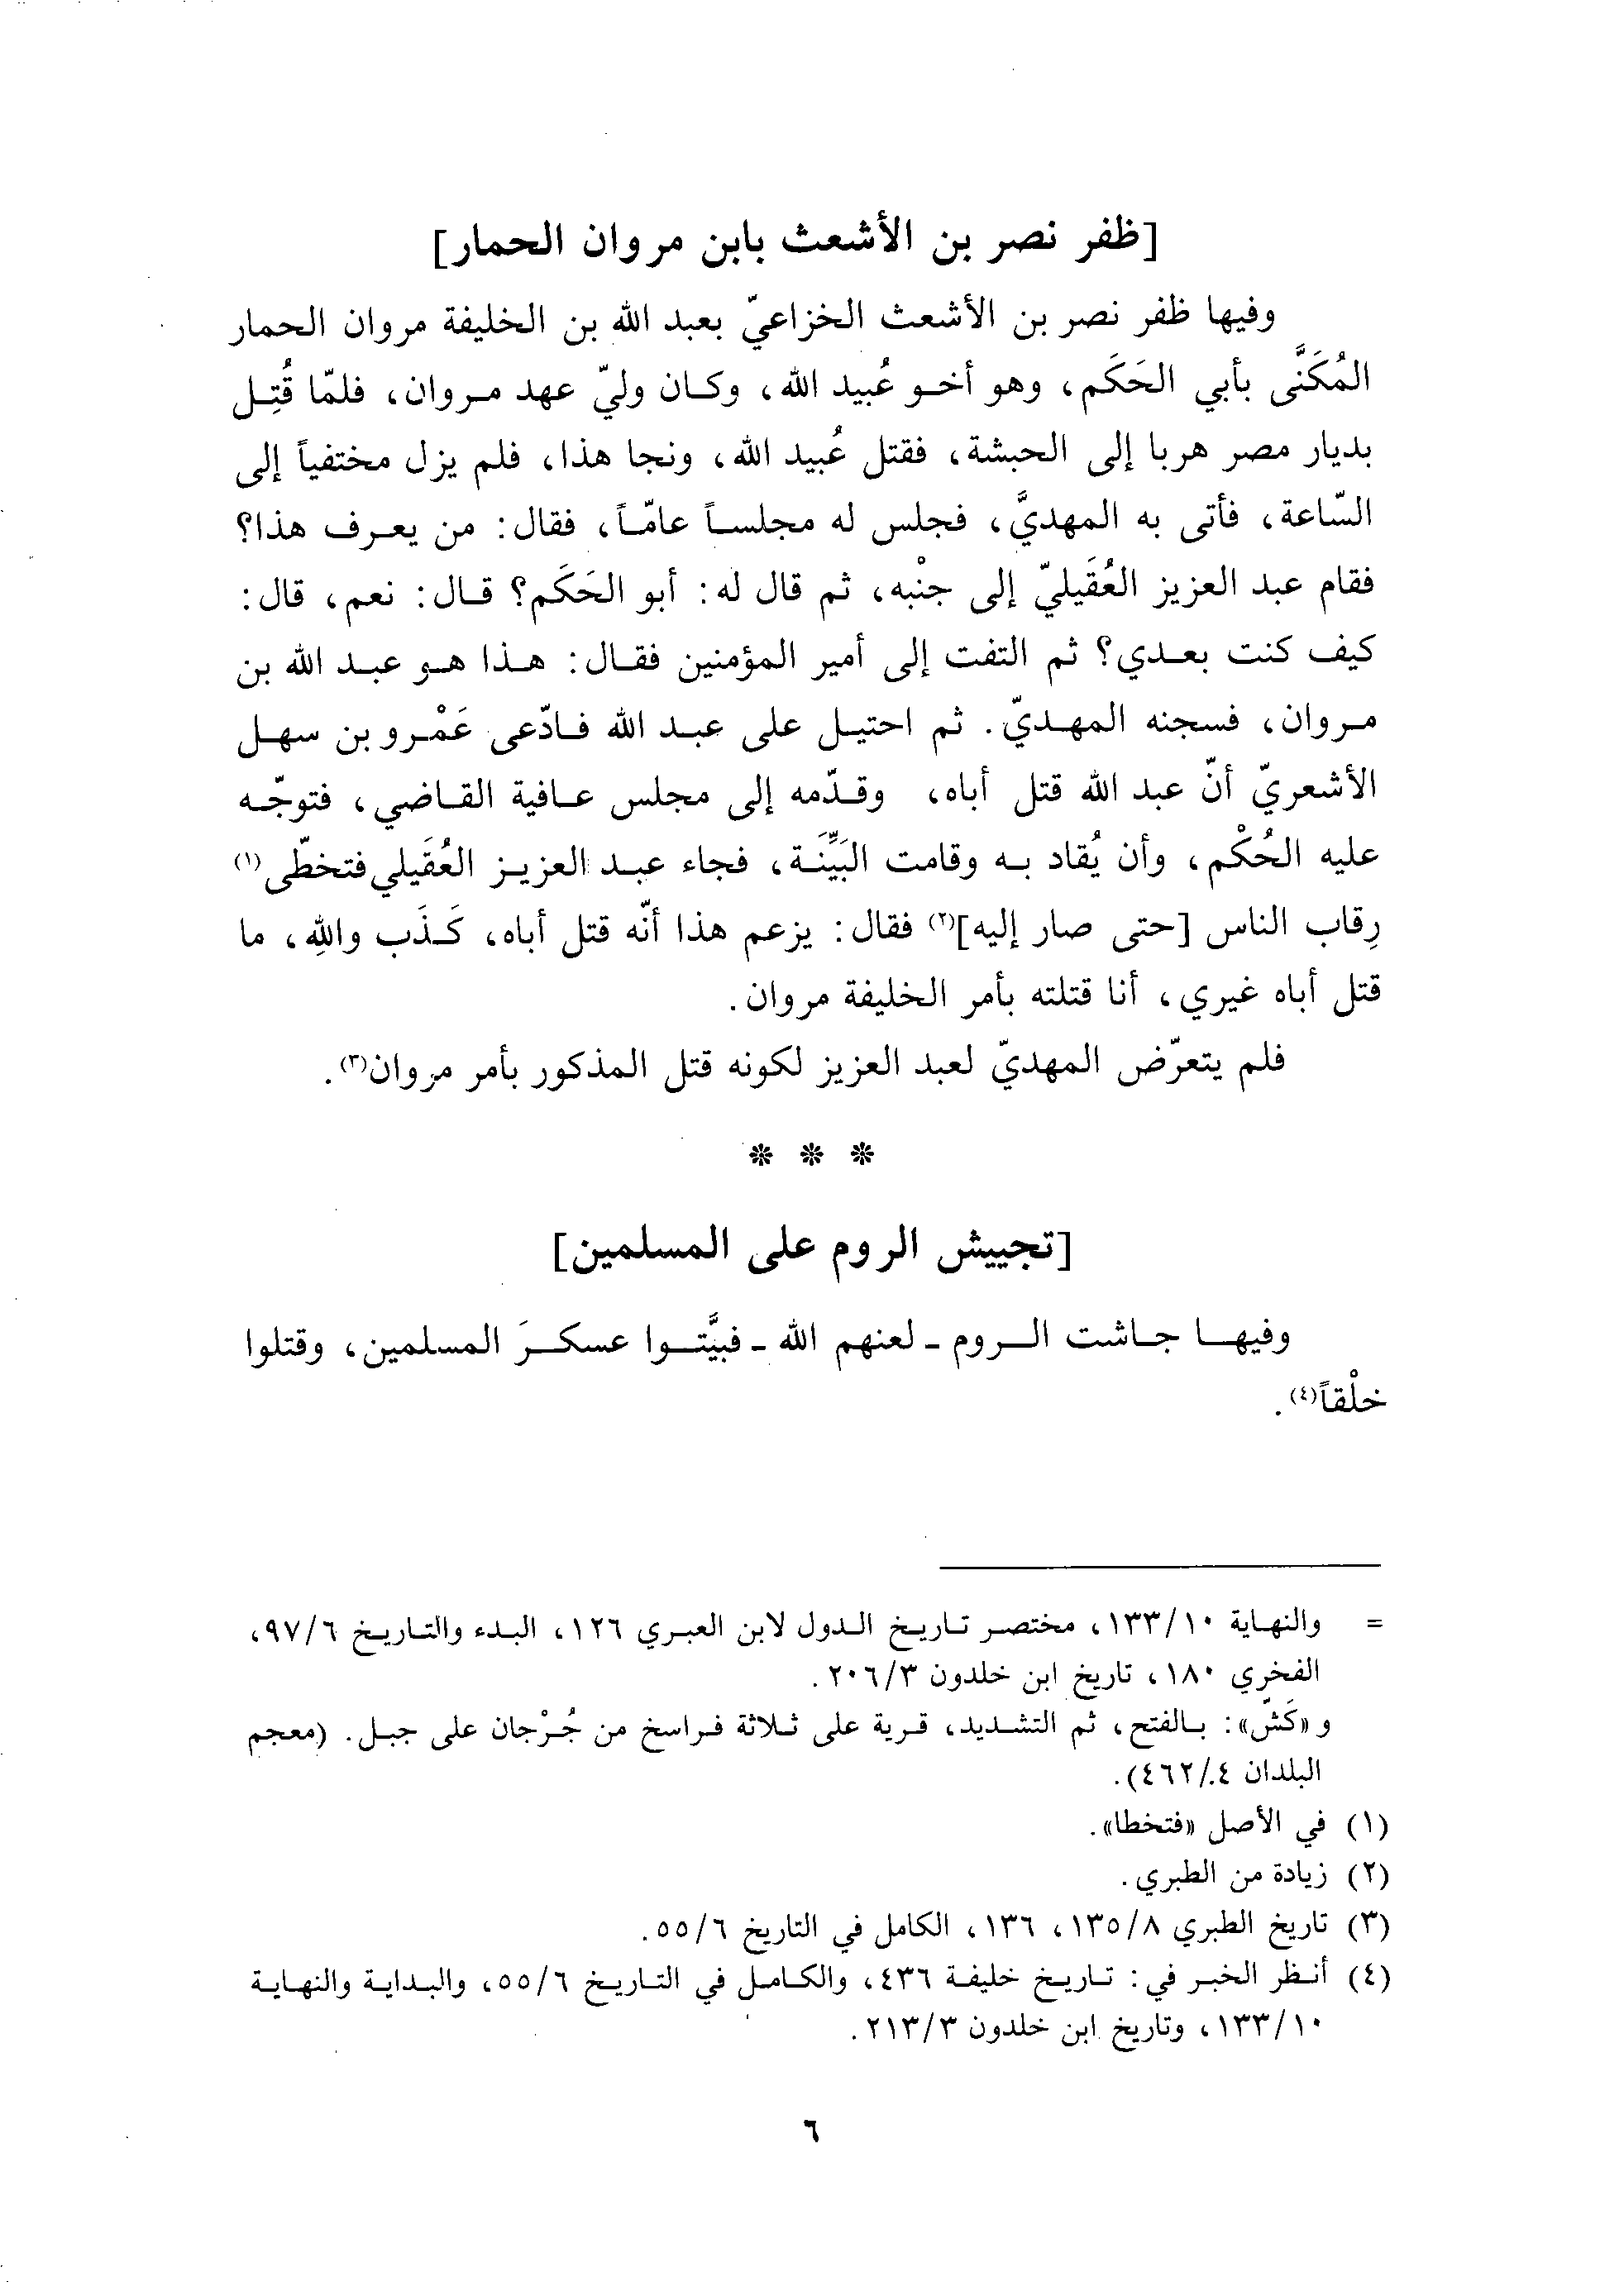 [ظفر نصر بن الأشعث بابن مروان الحمار]
وفيها ظفر نصر بن الأشعث الخزاعيّ بعبد الله بن الخليفة مروان الحمار
المُكَنَّى بأبي الحَكَم، وهو أخو عُبيد الله، وكان وليّ عهد مروان، فلمّا قُتِل
بديار مصر هربا إلى الحبشة، فقتل عُبيد الله، ونجا هذا، فلم يزل مختفياً إلى
السّاعة، فأتى به المهديَّ، فجلس له مجلساً عامّاً، فقال: من يعرف هذا؟
فقام عبد العزيز العُقَيليّ إلى جنْبه، ثم قال له: أبو الحَكَم؟ قال: نعم، قال:
كيف كنت بعدي؟ ثم التفت إلى أمير المؤمنين فقال: هذا هو عبد الله بن
مروان، فسجنه المهديّ. ثم احتيل على عبد الله فادّعى عَمْرو بن سهل
الأشعريّ أنّ عبد الله قتل أباه، وقدّمه إلى مجلس عافية القاضي، فتوجّه
عليه الحُكْم، وأن يُقاد به وقامت البَيِّنَة، فجاء عبد العزيز العُقَيلي فتخطّى(١)
رِقاب الناس [حتى صار إليه](٢) فقال: يزعم هذا أنّه قتل أباه، كَذَب واللهِ، ما
قتل أباه غيري، أنا قتلته بأمر الخليفة مروان.
فلم يتعرّض المهديّ لعبد العزيز لكونه قتل المذكور بأمر مروان(٣).
* * *
[تجييش الروم على المسلمين]
وفيها جاشت الروم ـ لعنهم الله ـ فبيَّتوا عسكرَ المسلمين، وقتلوا
خلْقاً(٤).
= والنهاية ١٣٣/١٠، مختصر تاريخ الدول لابن العبري ١٢٦، البدء والتاريخ ٩٧/٦،
الفخري ١٨٠، تاريخ ابن خلدون ٢٠٦/٣.
و «كَشّ»: بالفتح، ثم التشديد، قرية على ثلاثة فراسخ من جُرْجان على جبل. (معجم
البلدان ٤٦٢/٤).
(١) في الأصل «فتخطا».
(٢) زيادة من الطبري.
(٣) تاريخ الطبري ١٣٥/٨، ١٣٦، الكامل في التاريخ ٥٥/٦.
(٤) أنظر الخبر في: تاريخ خليفة ٤٣٦، والكامل في التاريخ ٥٥/٦، والبداية والنهاية
١٣٣/١٠، وتاريخ ابن خلدون ٢١٣/٣.
٦